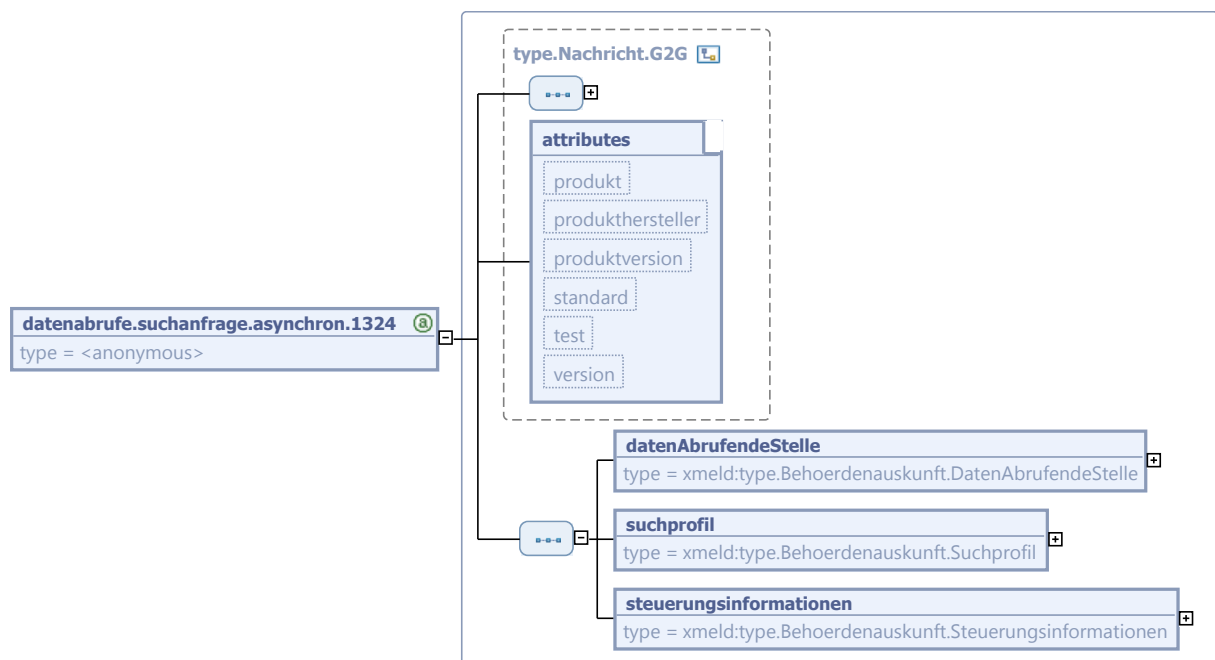 type.Nachricht.G2G
attributes
produkt
produkthersteller
produktversion
standard
test
version
datenabrufe.suchanfrage.asynchron.1324 a
type = <anonymous>
datenAbrufendeStelle
type = xmeld:type.Behoerdenauskunft.DatenAbrufendeStelle
suchprofil
type = xmeld:type.Behoerdenauskunft.Suchprofil
steuerungsinformationen
type = xmeld:type.Behoerdenauskunft.Steuerungsinformationen